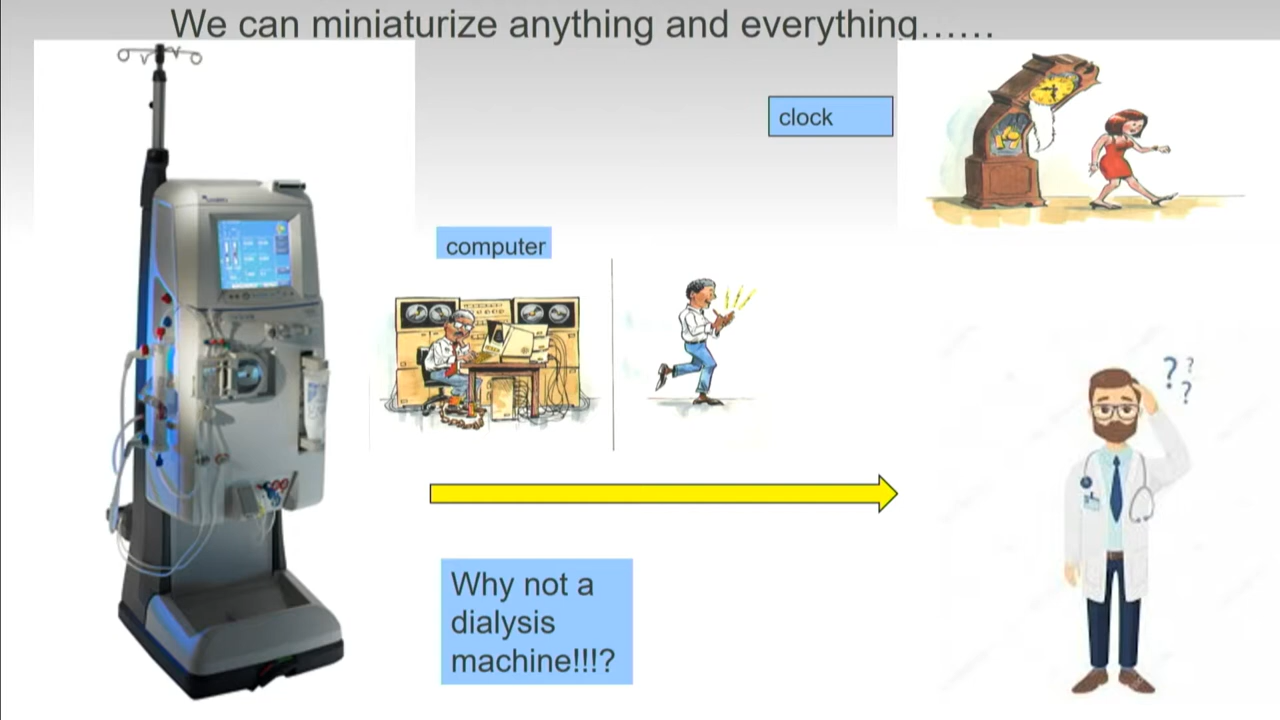 We can miniaturize anything and everything……
clock
computer
Why not a
dialysis
machine!!!?
? ?
?